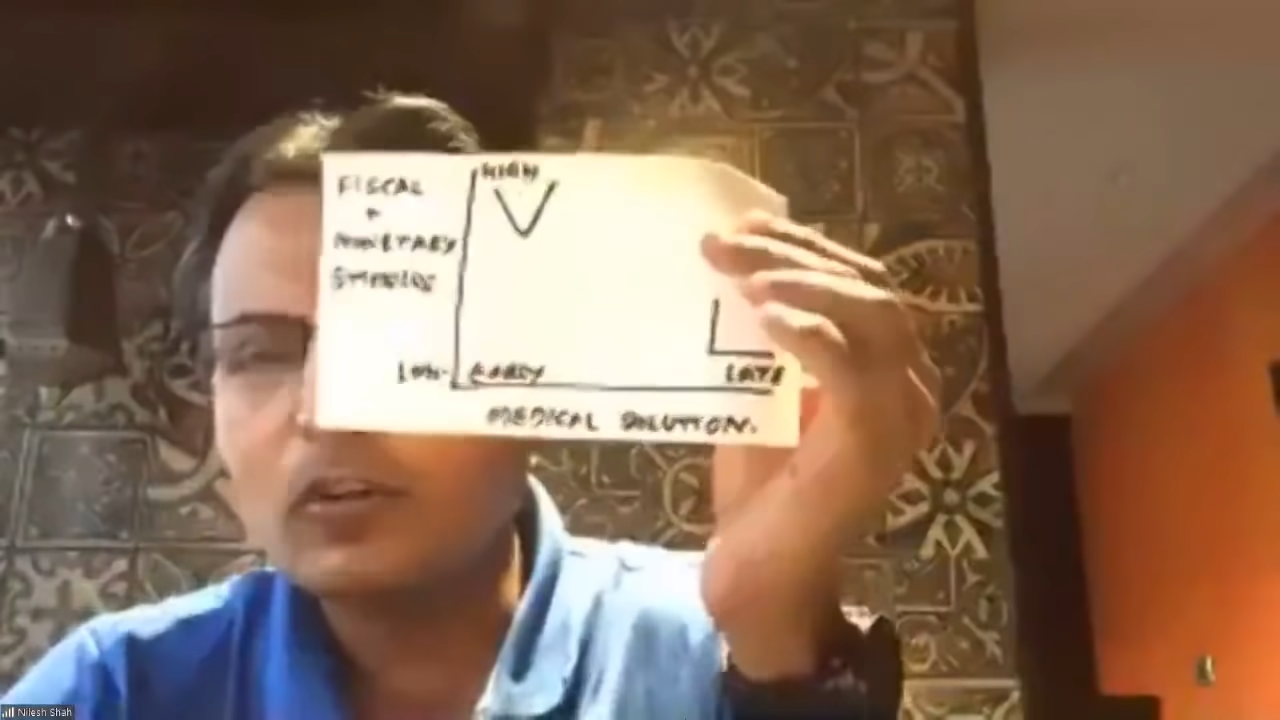 FISCAL
+
MONETARY
STIMULUS
HIGH
V
L
LOW
EARLY
LATE
MEDICAL SOLUTION.
Nilesh Shah